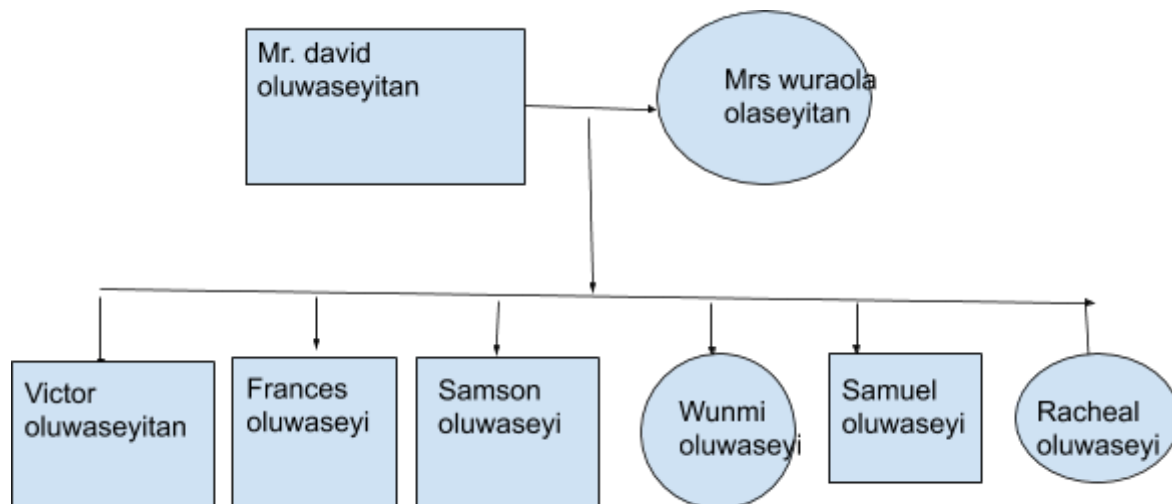 Mr. david
oluwaseyitan
Mrs wuraola
olaseyitan
Victor
oluwaseyitan
Frances
oluwaseyi
Samson
oluwaseyi
Wunmi
oluwaseyi
Samuel
oluwaseyi
Racheal
oluwaseyi